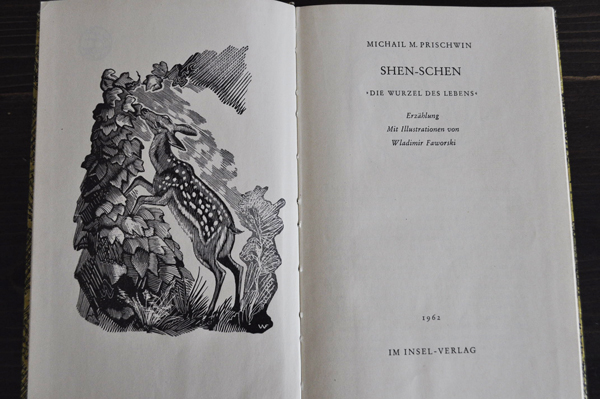 MICHAIL M. PRISCHWIN
SHEN-SCHEN
›DIE WURZEL DES LEBENS‹
Erzählung
Mit Illustrationen von
Wladimir Faworski
1962
IM INSEL-VERLAG